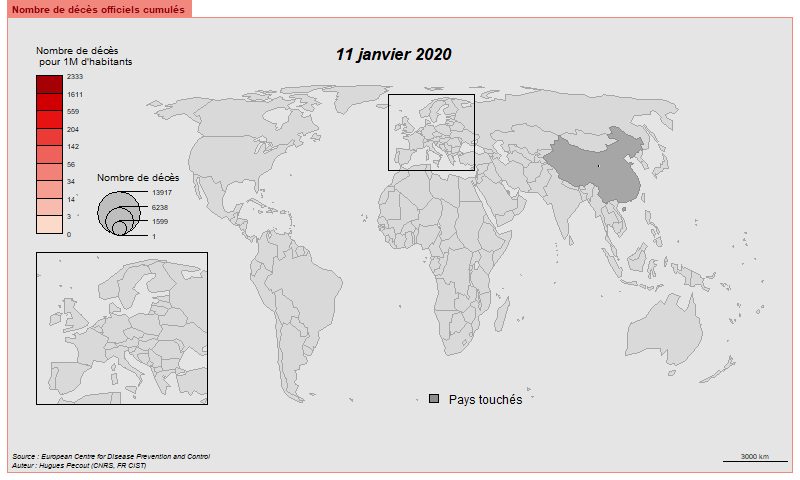 Nombre de décès officiels cumulés
11 janvier 2020
Nombre de décès
pour 1M d'habitants
2333
1611
559
204
142
56
34
14
3
0
Nombre de décès
13917
6238
1599
1
Pays touchés
Source : European Centre for Disease Prevention and Control
Auteur : Hugues Pecout (CNRS, FR CIST)
3000 km